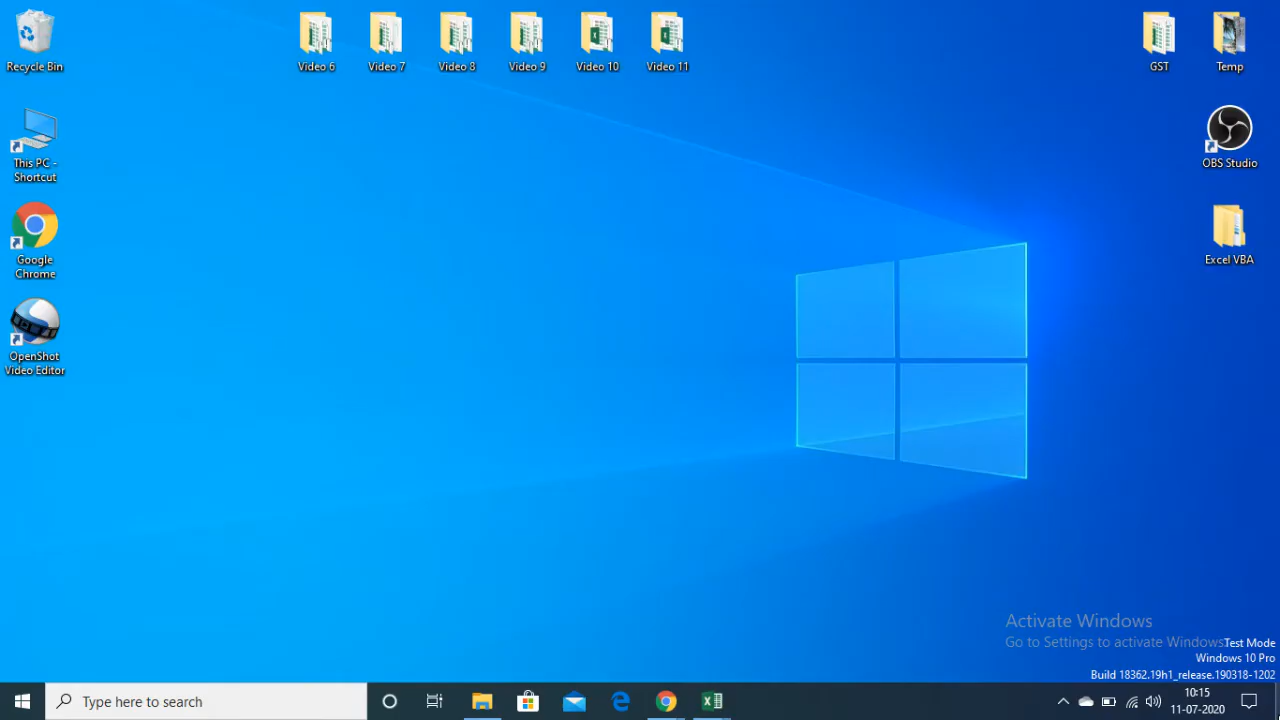 Recycle Bin
Video 6
Video 7
Video 8
Video 9
Video 10
Video 11
GST
Temp
This PC -
Shortcut
OBS Studio
Google
Chrome
Excel VBA
OpenShot
Video Editor
Activate Windows
Go to Settings to activate Windows.
Test Mode
Windows 10 Pro
Build 18362.19h1_release.190318-1202
Type here to search
10:15
11-07-2020